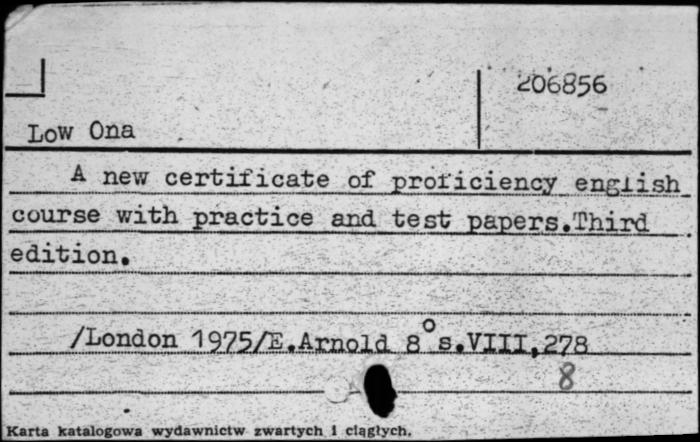 206856
Low Ona
A new certificate of proficiency english
course with practice and test papers.Third
edition.
/London 1975/E.Arnold 8° s.VIII,278
8
Karta katalogowa wydawnictw zwartych i ciągłych.